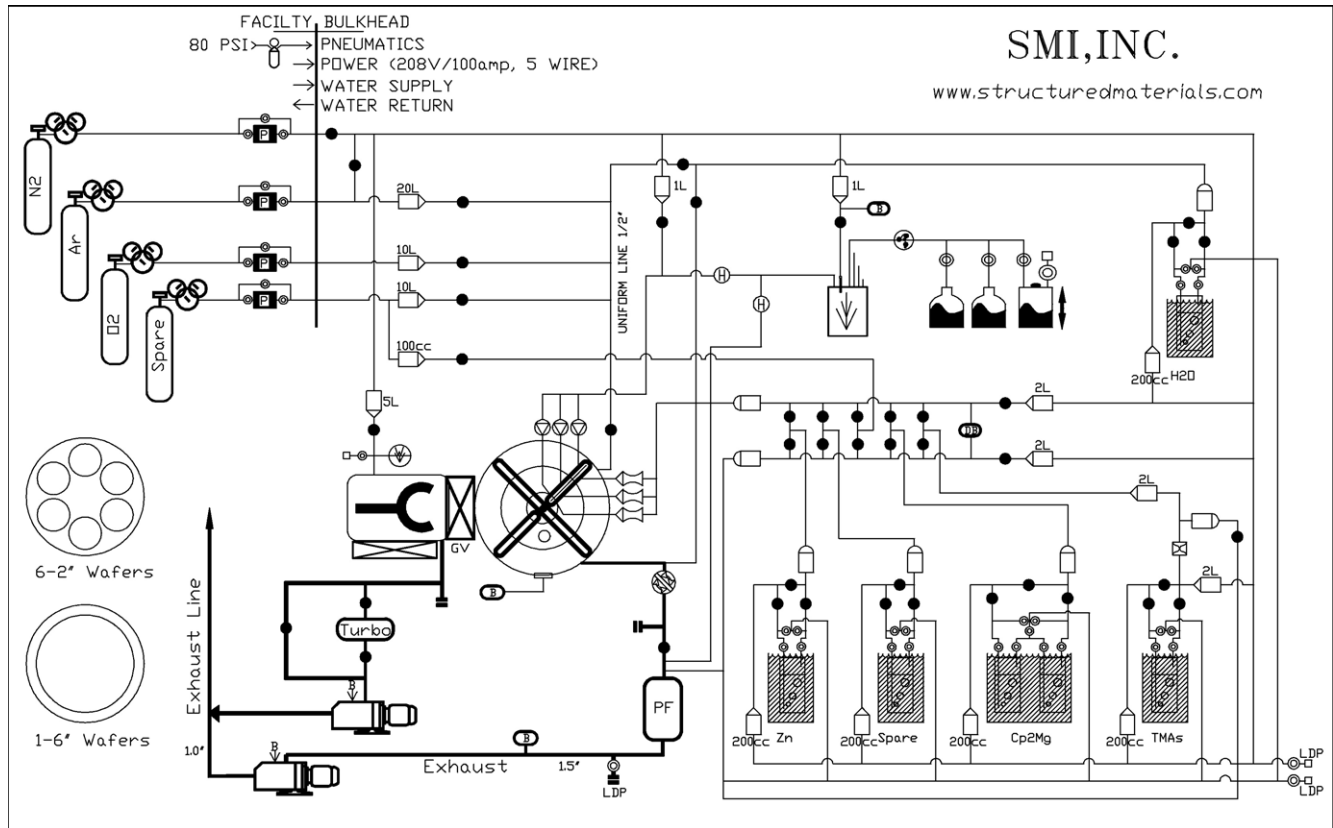 FACILTY BULKHEAD
80 PSI
PNEUMATICS
POWER (208V/100amp, 5 WIRE)
WATER SUPPLY
WATER RETURN
SMI,INC.
www.structuredmaterials.com
N2
P
Ar
P
20L
O2
P
10L
Spare
P
10L
100cc
5L
UNIFORM LINE 1/2"
1L
1L
B
H
H
200cc
H2O
2L
DB
2L
2L
2L
GV
B
6-2" Wafers
1-6" Wafers
Exhaust Line
1.0"
Turbo
B
B
PF
B
Exhaust
1.5"
LDP
200cc
Zn
200cc
Spare
200cc
Cp2Mg
200cc
TMAs
LDP
LDP